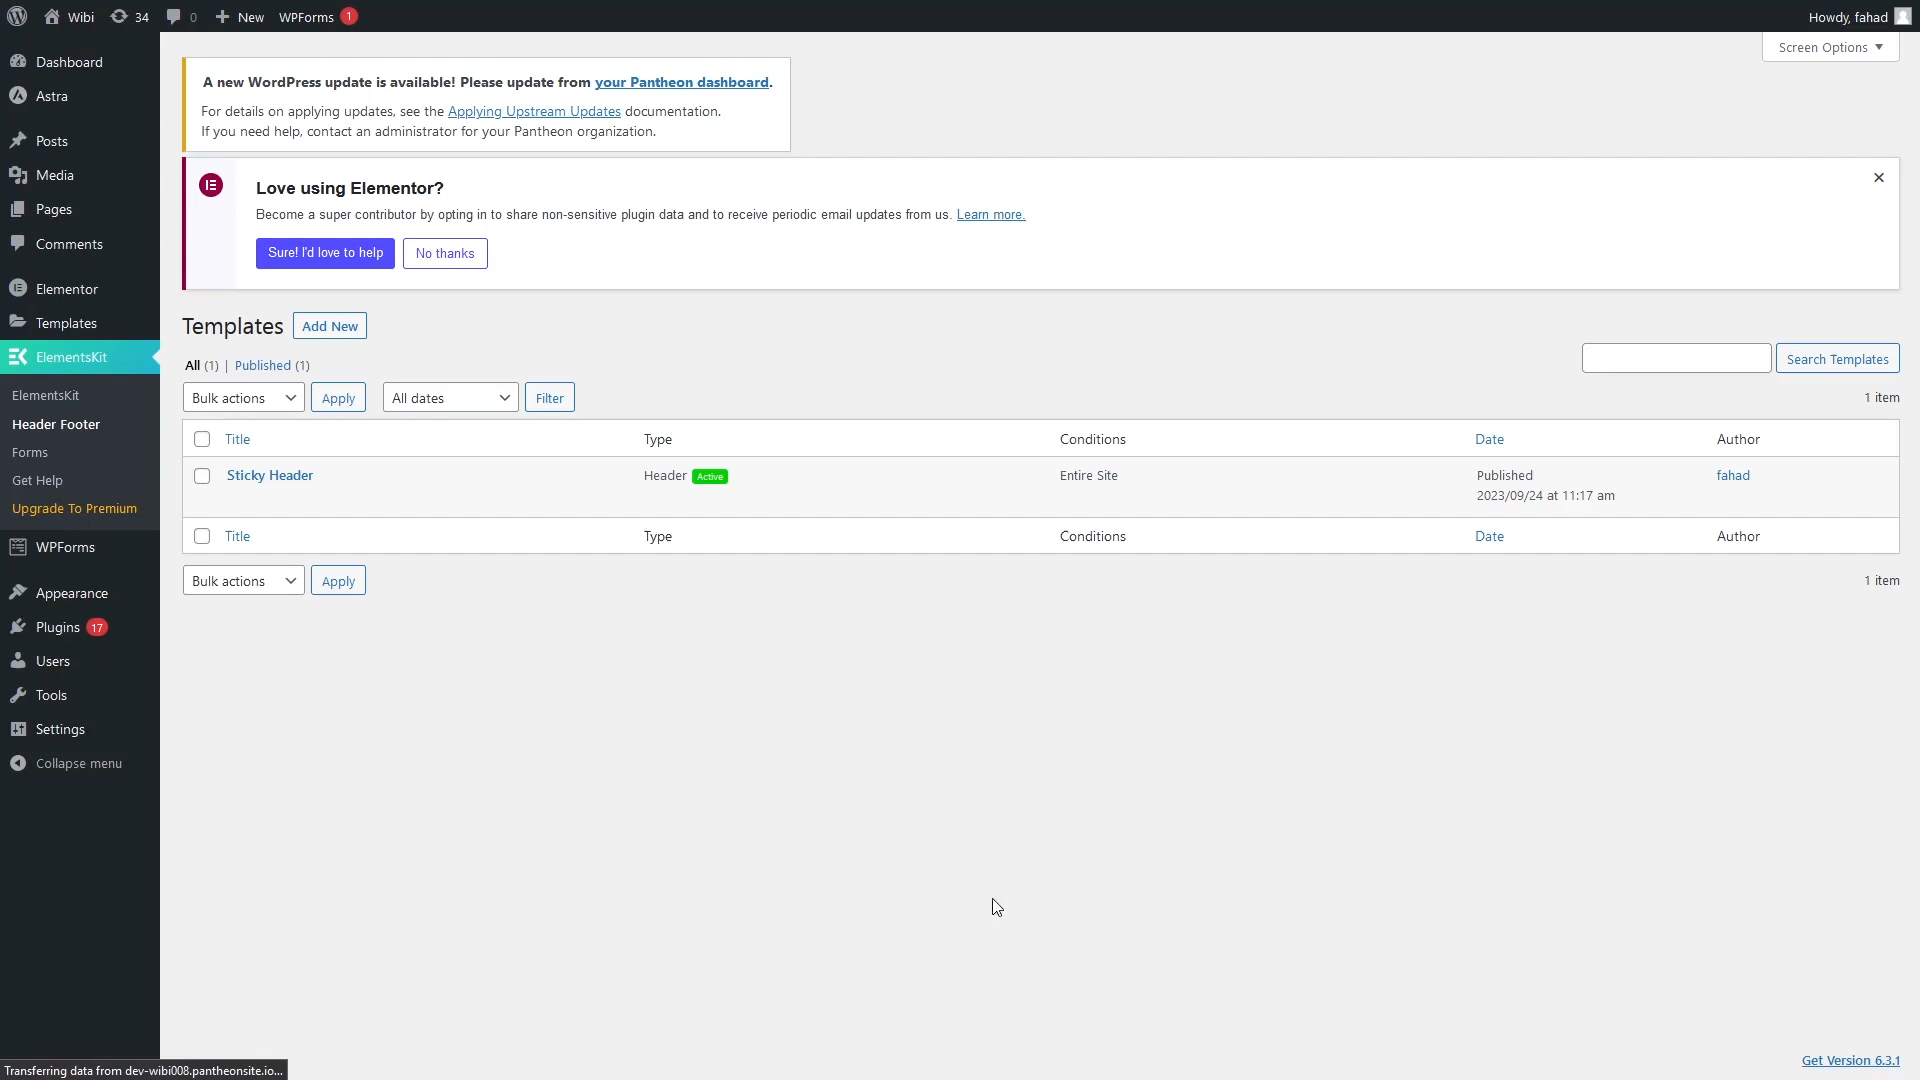 Wibi 34 0 New WPForms 1 Howdy, fahad
Screen Options
Dashboard
Astra
Posts
Media
Pages
Comments
Elementor
Templates
ElementsKit
ElementsKit
Header Footer
Forms
Get Help
Upgrade To Premium
WPForms
Appearance
Plugins 17
Users
Tools
Settings
Collapse menu
A new WordPress update is available! Please update from your Pantheon dashboard.
For details on applying updates, see the Applying Upstream Updates documentation.
If you need help, contact an administrator for your Pantheon organization.
Love using Elementor?
Become a super contributor by opting in to share non-sensitive plugin data and to receive periodic email updates from us. Learn more.
Sure! I'd love to help No thanks
Templates Add New
All (1) | Published (1)
Search Templates
Bulk actions Apply All dates Filter 1 item
Title Type Conditions Date Author
Sticky Header Header Active Entire Site Published fahad
2023/09/24 at 11:17 am
Title Type Conditions Date Author
Bulk actions Apply 1 item
Get Version 6.3.1
Transferring data from dev-wibi008.pantheonsite.io...